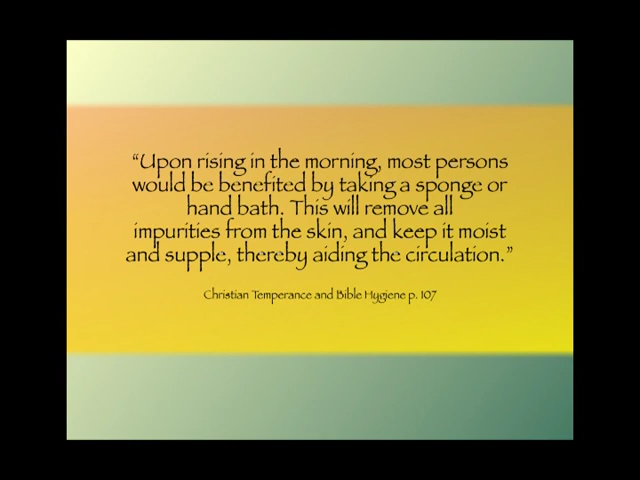 “Upon rising in the morning, most persons
would be benefited by taking a sponge or
hand bath. This will remove all
impurities from the skin, and keep it moist
and supple, thereby aiding the circulation.”
Christian Temperance and Bible Hygiene p. 107